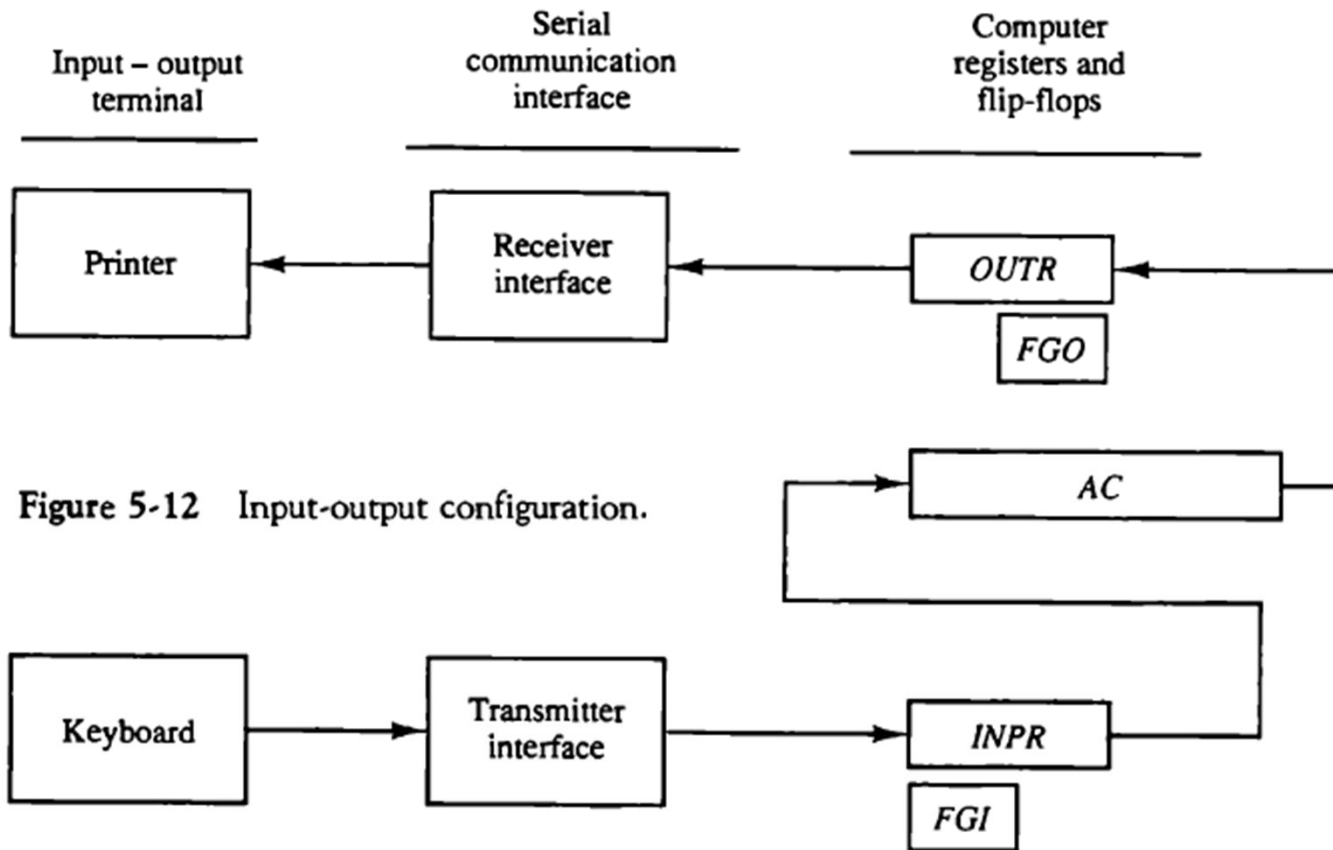 Input – output
terminal
Serial
communication
interface
Computer
registers and
flip-flops
Printer
Receiver
interface
OUTR
FGO
AC
Figure 5-12 Input-output configuration.
Keyboard
Transmitter
interface
INPR
FGI